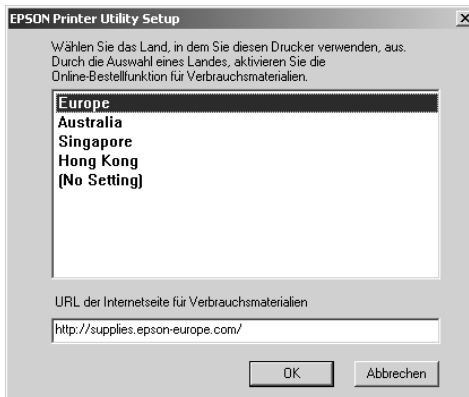 EPSON Printer Utility Setup
Wählen Sie das Land, in dem Sie diesen Drucker verwenden, aus.
Durch die Auswahl eines Landes, aktivieren Sie die
Online-Bestellfunktion für Verbrauchsmaterialien.
Europe
Australia
Singapore
Hong Kong
(No Setting)
URL der Internetseite für Verbrauchsmaterialien
http://supplies.epson-europe.com/
OK
Abbrechen